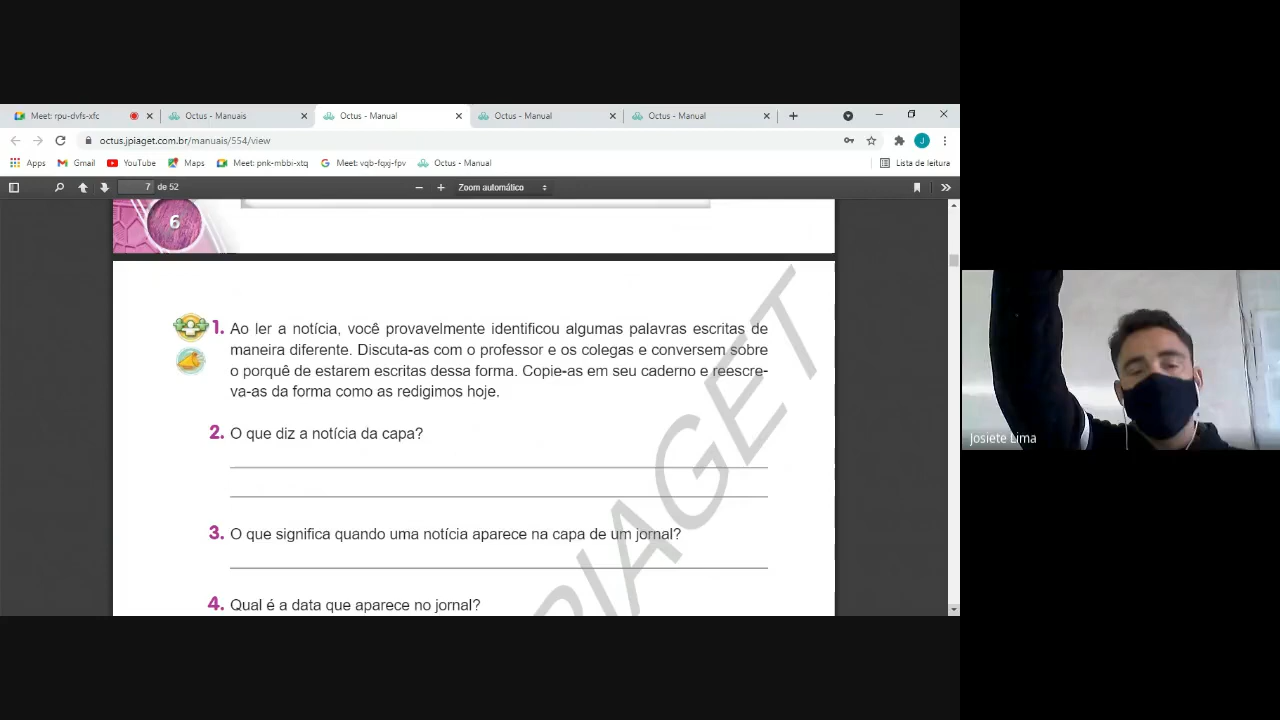 Meet: rpu-dvfs-xfc
Octus - Manuais
Octus - Manual
Octus - Manual
Octus - Manual
octus.jpiaget.com.br/manuais/554/view
J
Apps
Gmail
YouTube
Maps
Meet: pnk-mbbi-xtq
Meet: vqb-fqxj-fpv
Octus - Manual
Lista de leitura
7
de 52
Zoom automático
6
1. Ao ler a notícia, você provavelmente identificou algumas palavras escritas de
maneira diferente. Discuta-as com o professor e os colegas e conversem sobre
o porquê de estarem escritas dessa forma. Copie-as em seu caderno e reescre-
va-as da forma como as redigimos hoje.
2. O que diz a notícia da capa?
3. O que significa quando uma notícia aparece na capa de um jornal?
4. Qual é a data que aparece no jornal?
PIAGET
Josiete Lima